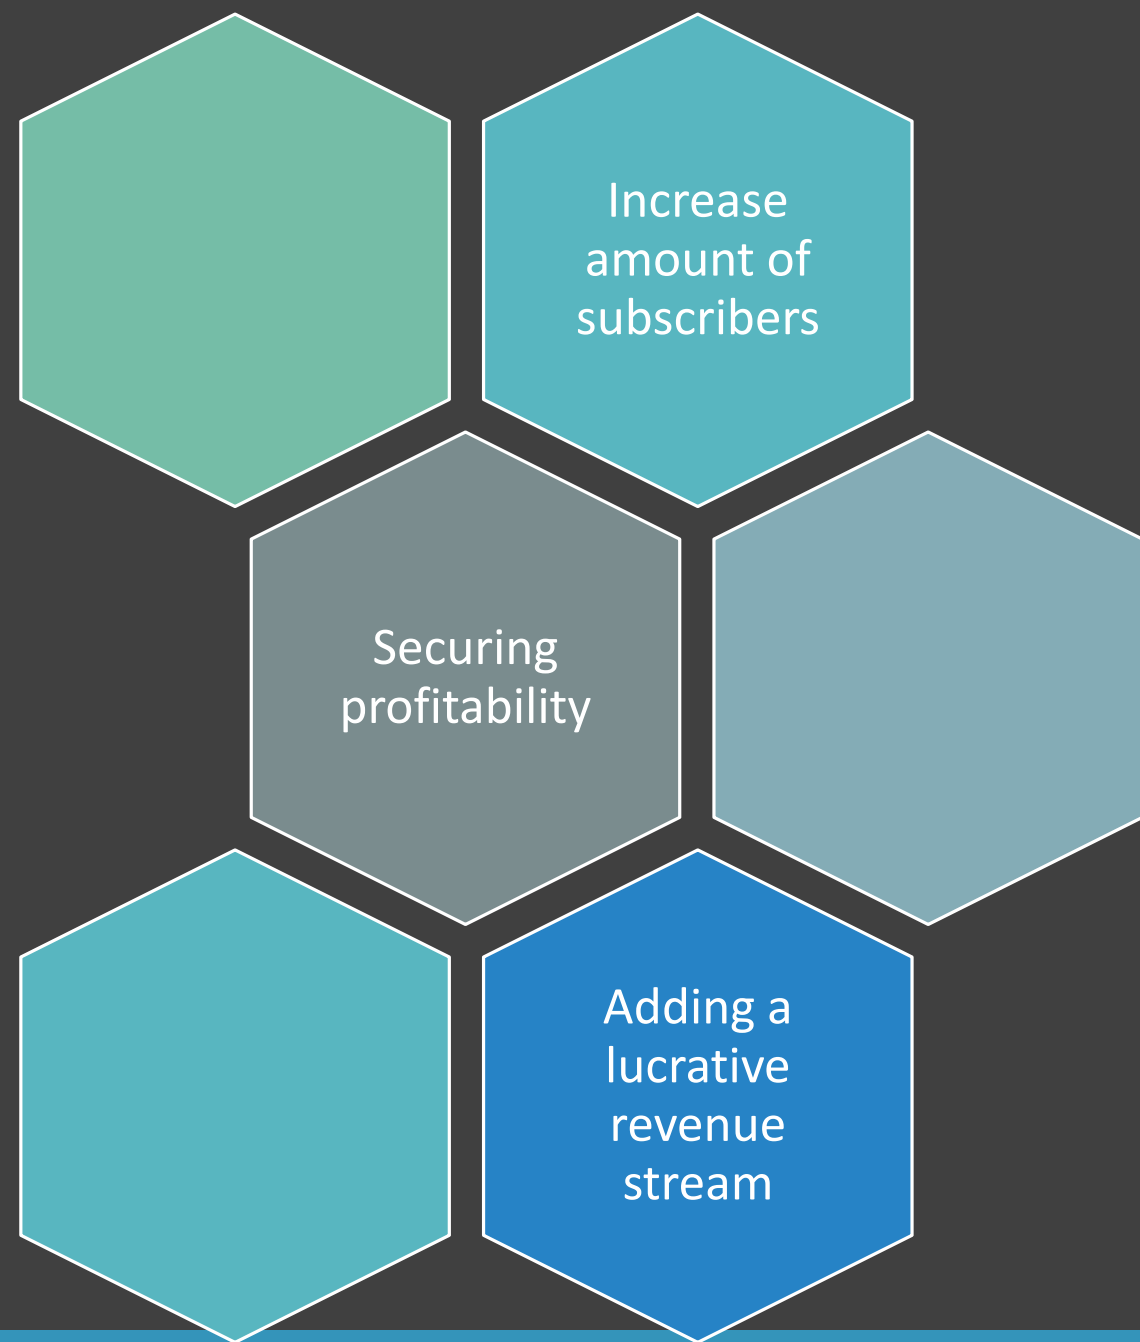 Increase
amount of
subscribers
Securing
profitability
Adding a
lucrative
revenue
stream